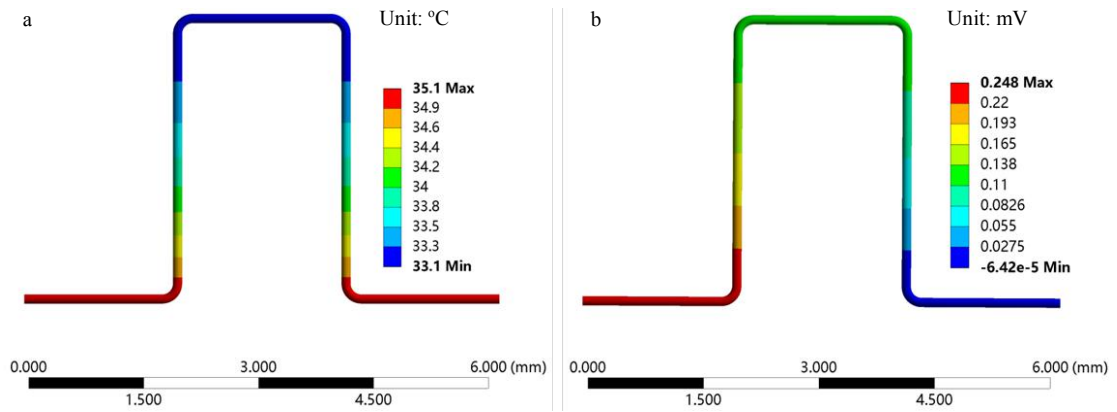 a
Unit: ºC
35.1 Max
34.9
34.6
34.4
34.2
34
33.8
33.5
33.3
33.1 Min
0.000 3.000 6.000 (mm)
1.500 4.500
b
Unit: mV
0.248 Max
0.22
0.193
0.165
0.138
0.11
0.0826
0.055
0.0275
-6.42e-5 Min
0.000 3.000 6.000 (mm)
1.500 4.500